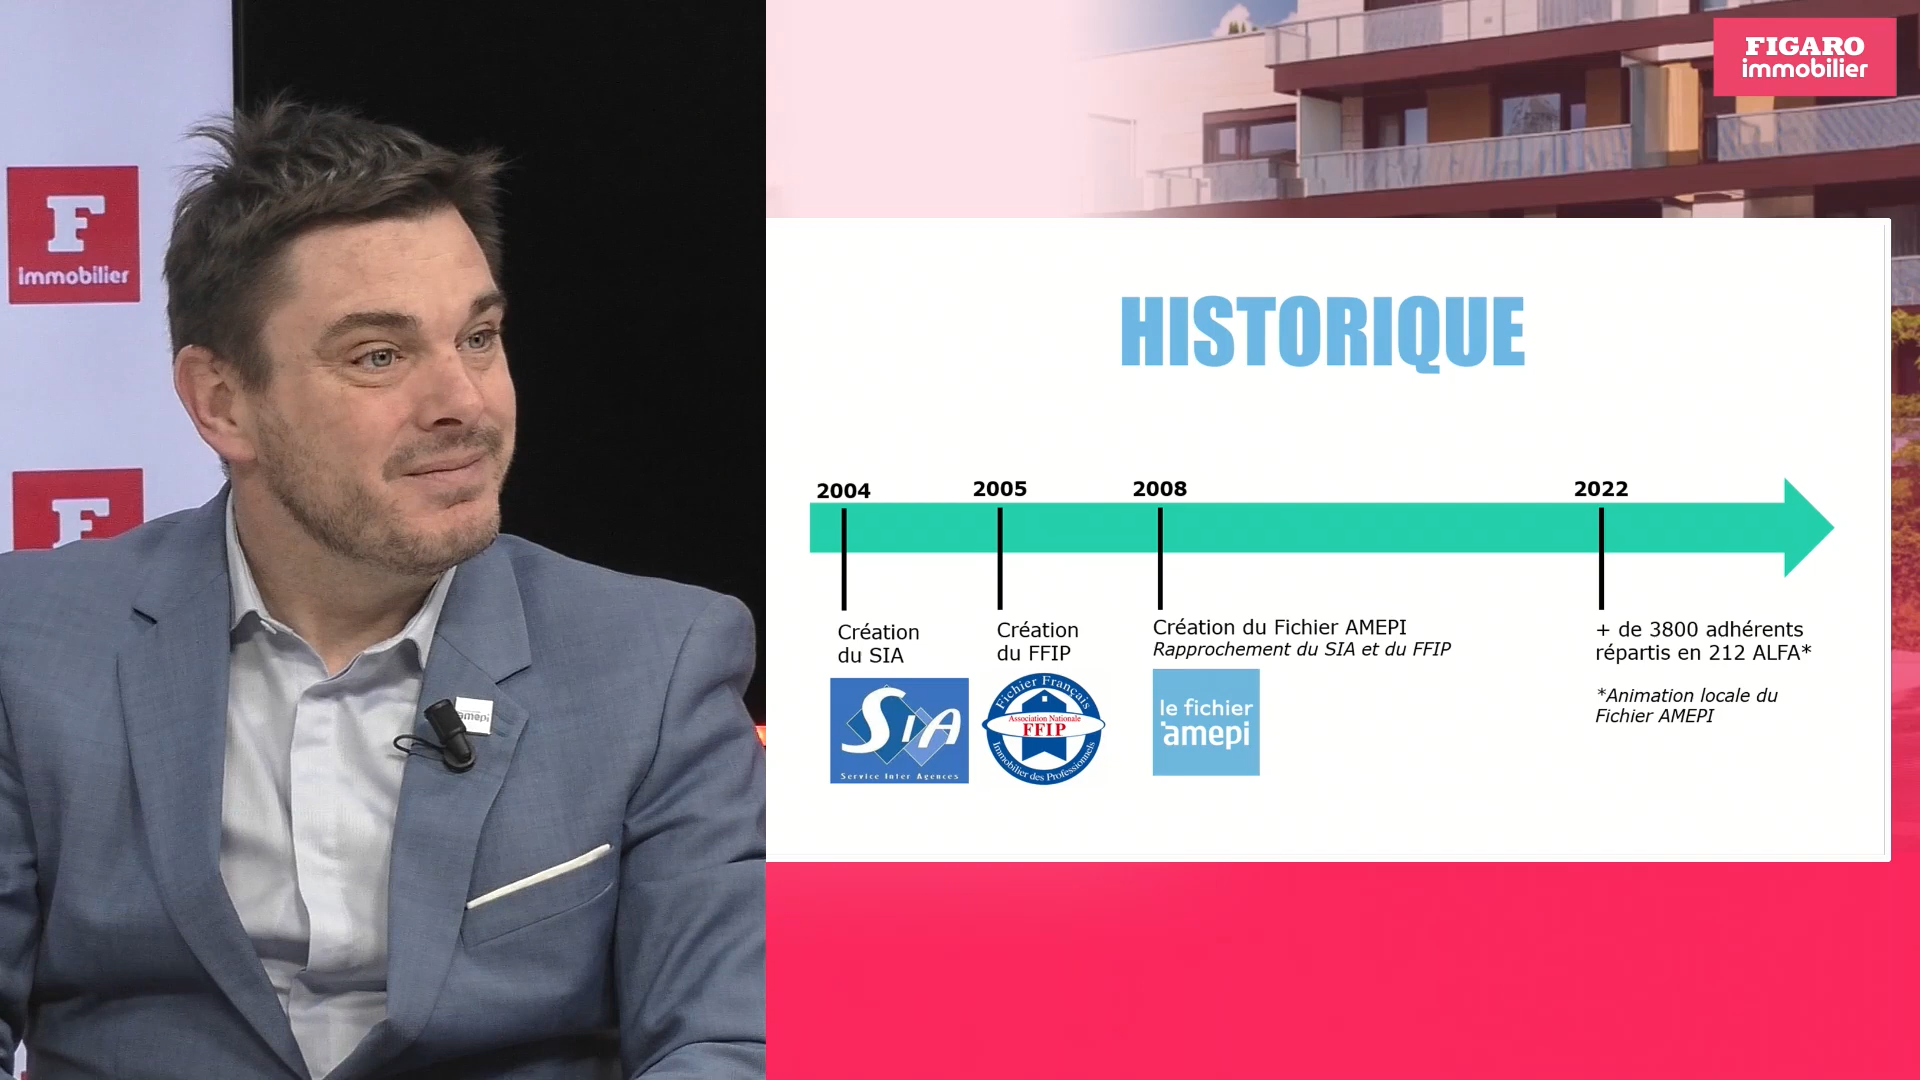 FIGARO
immobilier
F
immobilier
F
amepi
HISTORIQUE
2004
2005
2008
2022
Création
du SIA
SIA
Service Inter Agences
Création
du FFIP
Fichier Français
Association Nationale
FFIP
Immobilier des Professionnels
Création du Fichier AMEPI
Rapprochement du SIA et du FFIP
le fichier
amepi
+ de 3800 adhérents
répartis en 212 ALFA*
*Animation locale du
Fichier AMEPI